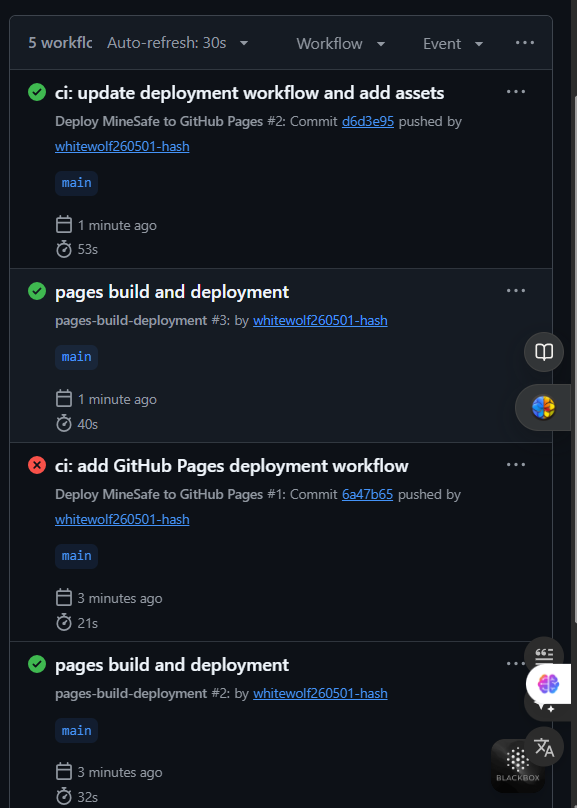 5 workflc Auto-refresh: 30s Workflow Event
ci: update deployment workflow and add assets
Deploy MineSafe to GitHub Pages #2: Commit d6d3e95 pushed by
whitewolf260501-hash
main
1 minute ago
53s
pages build and deployment
pages-build-deployment #3: by whitewolf260501-hash
main
1 minute ago
40s
ci: add GitHub Pages deployment workflow
Deploy MineSafe to GitHub Pages #1: Commit 6a47b65 pushed by
whitewolf260501-hash
main
3 minutes ago
21s
pages build and deployment
pages-build-deployment #2: by whitewolf260501-hash
main
3 minutes ago
32s
BLACKBOX